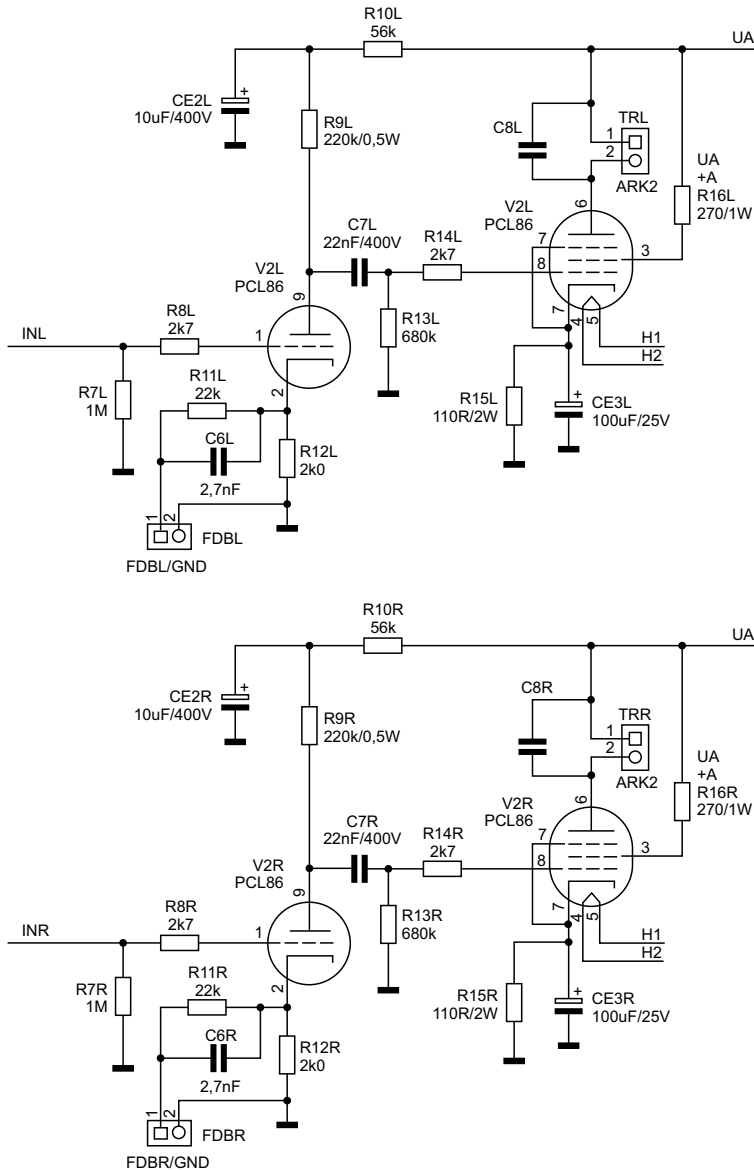 R10L
56k
UA
CE2L
10uF/400V
+
R9L
220k/0,5W
C8L
TRL
1
2
ARK2
UA
+A
R16L
270/1W
6
V2L
PCL86
7
8
3
C7L
22nF/400V
R14L
2k7
V2L
PCL86
9
R13L
680k
7
4
5
H1
H2
INL
R8L
2k7
1
R7L
1M
R11L
22k
2
C6L
2,7nF
R12L
2k0
R15L
110R/2W
+
CE3L
100uF/25V
1
2
FDBL
FDBL/GND
R10R
56k
UA
CE2R
10uF/400V
+
R9R
220k/0,5W
C8R
TRR
1
2
ARK2
UA
+A
R16R
270/1W
6
V2R
PCL86
7
8
3
C7R
22nF/400V
R14R
2k7
V2R
PCL86
9
R13R
680k
7
4
5
H1
H2
INR
R8R
2k7
1
R7R
1M
R11R
22k
2
C6R
2,7nF
R12R
2k0
R15R
110R/2W
+
CE3R
100uF/25V
1
2
FDBR
FDBR/GND